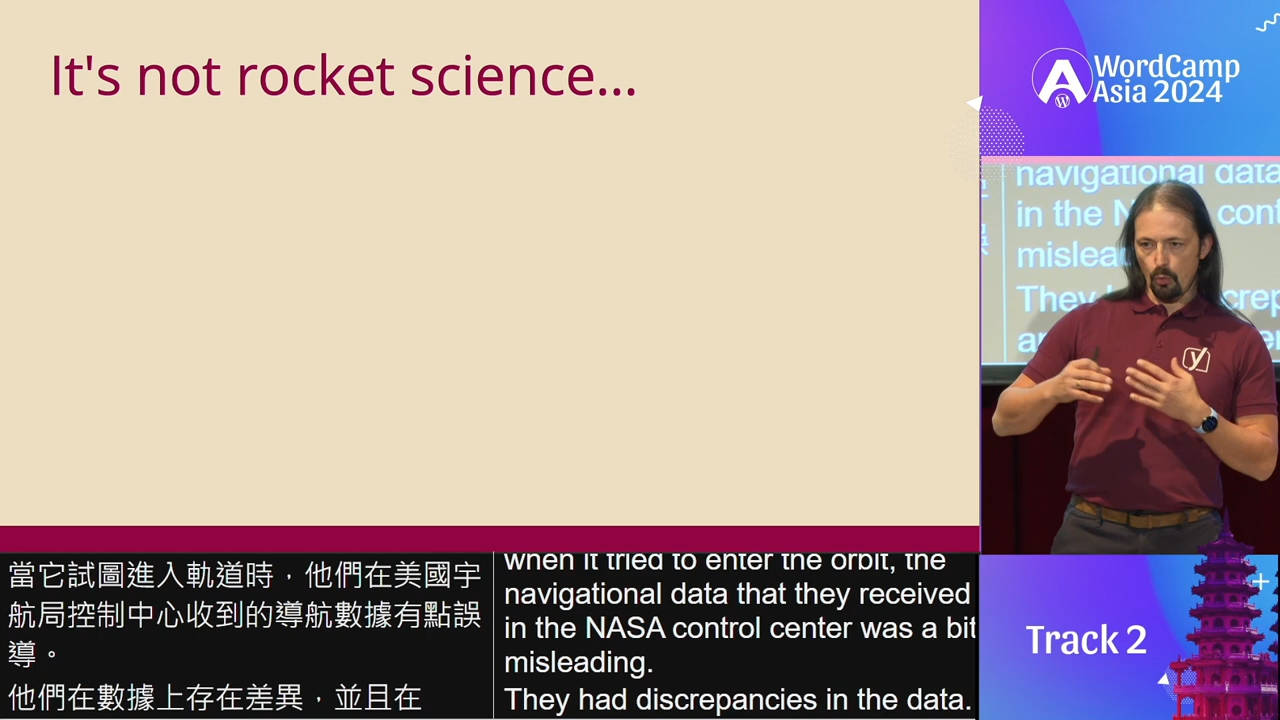 It's not rocket science...
WordCamp
Asia 2024
navigational data
in the N
cont
mislea
They
crep
y
當它試圖進入軌道時，他們在美國宇
航局控制中心收到的導航數據有點誤
導。
他們在數據上存在差異，並且在
when it tried to enter the orbit, the
navigational data that they received
in the NASA control center was a bit
misleading.
They had discrepancies in the data.
Track 2